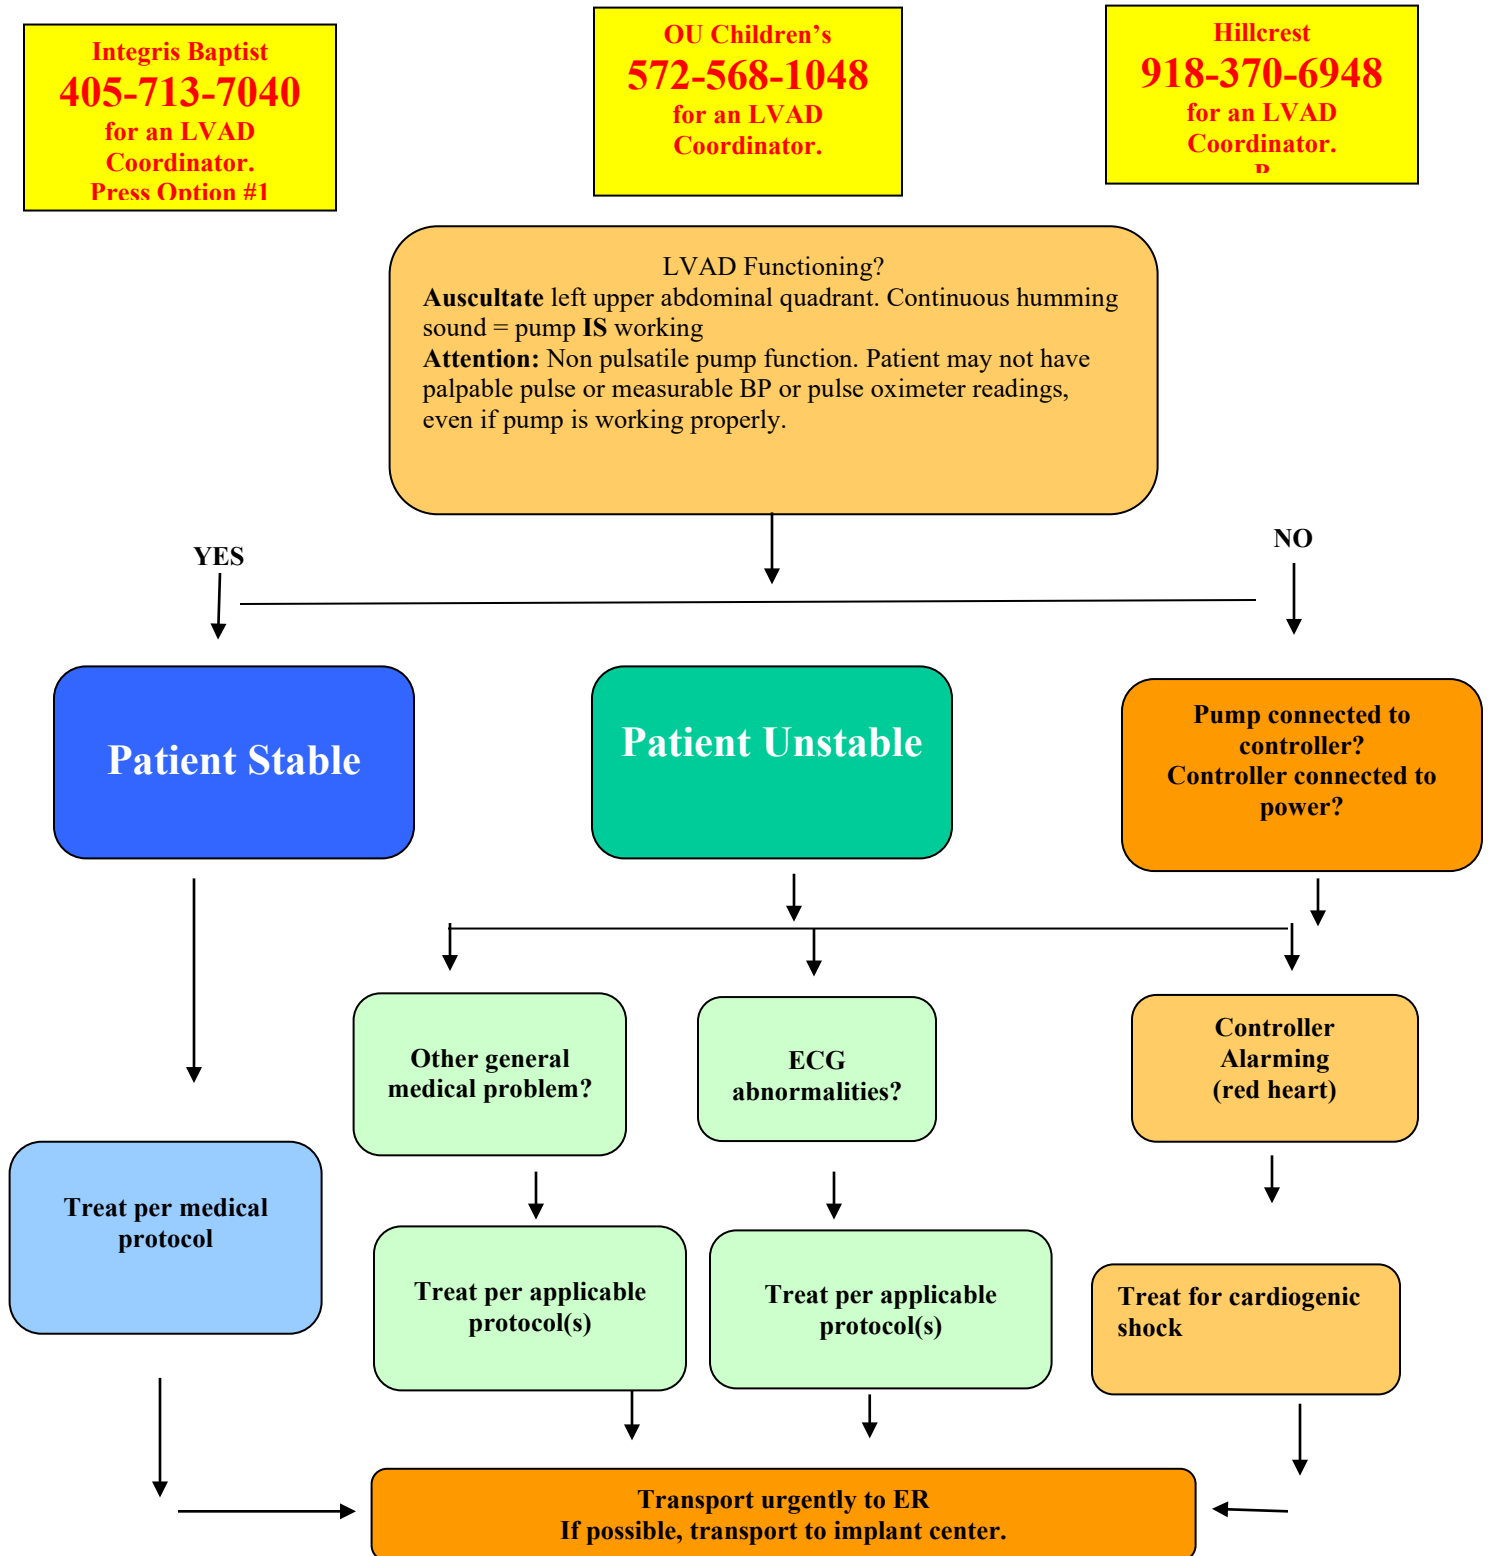 Integris Baptist
405-713-7040
for an LVAD
Coordinator.
Press Option #1
OU Children’s
572-568-1048
for an LVAD
Coordinator.
Hillcrest
918-370-6948
for an LVAD
Coordinator.
LVAD Functioning?
Auscultate left upper abdominal quadrant. Continuous humming
sound = pump IS working
Attention: Non pulsatile pump function. Patient may not have
palpable pulse or measurable BP or pulse oximeter readings,
even if pump is working properly.
YES
NO
Patient Stable
Patient Unstable
Pump connected to
controller?
Controller connected to
power?
Other general
medical problem?
ECG
abnormalities?
Controller
Alarming
(red heart)
Treat per medical
protocol
Treat per applicable
protocol(s)
Treat per applicable
protocol(s)
Treat for cardiogenic
shock
Transport urgently to ER
If possible, transport to implant center.